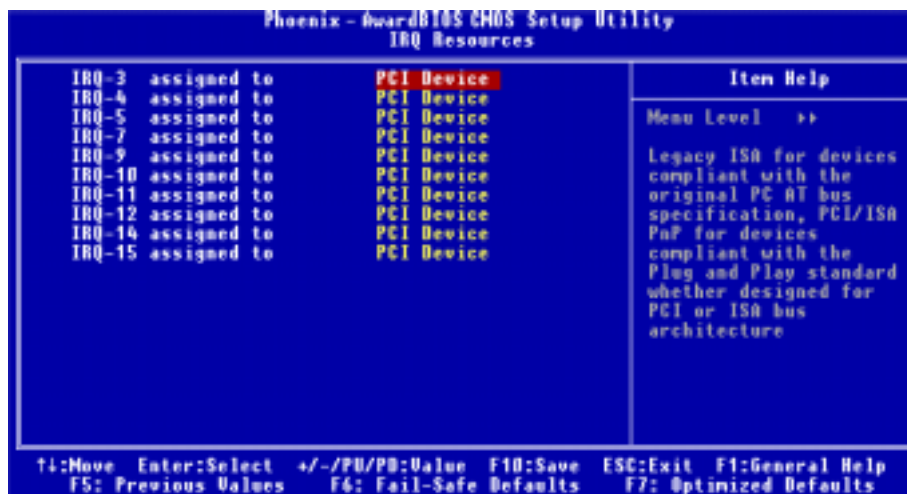 Phoenix - AwardBIOS CMOS Setup Utility
IRQ Resources
IRQ-3 assigned to PCI Device
IRQ-4 assigned to PCI Device
IRQ-5 assigned to PCI Device
IRQ-7 assigned to PCI Device
IRQ-9 assigned to PCI Device
IRQ-10 assigned to PCI Device
IRQ-11 assigned to PCI Device
IRQ-12 assigned to PCI Device
IRQ-14 assigned to PCI Device
IRQ-15 assigned to PCI Device
Item Help
Menu Level ▸▸
Legacy ISA for devices
compliant with the
original PC AT bus
specification, PCI/ISA
PnP for devices
compliant with the
Plug and Play standard
whether designed for
PCI or ISA bus
architecture
↑↓:Move Enter:Select +/-/PU/PD:Value F10:Save ESC:Exit F1:General Help
F5: Previous Values F6: Fail-Safe Defaults F7: Optimized Defaults